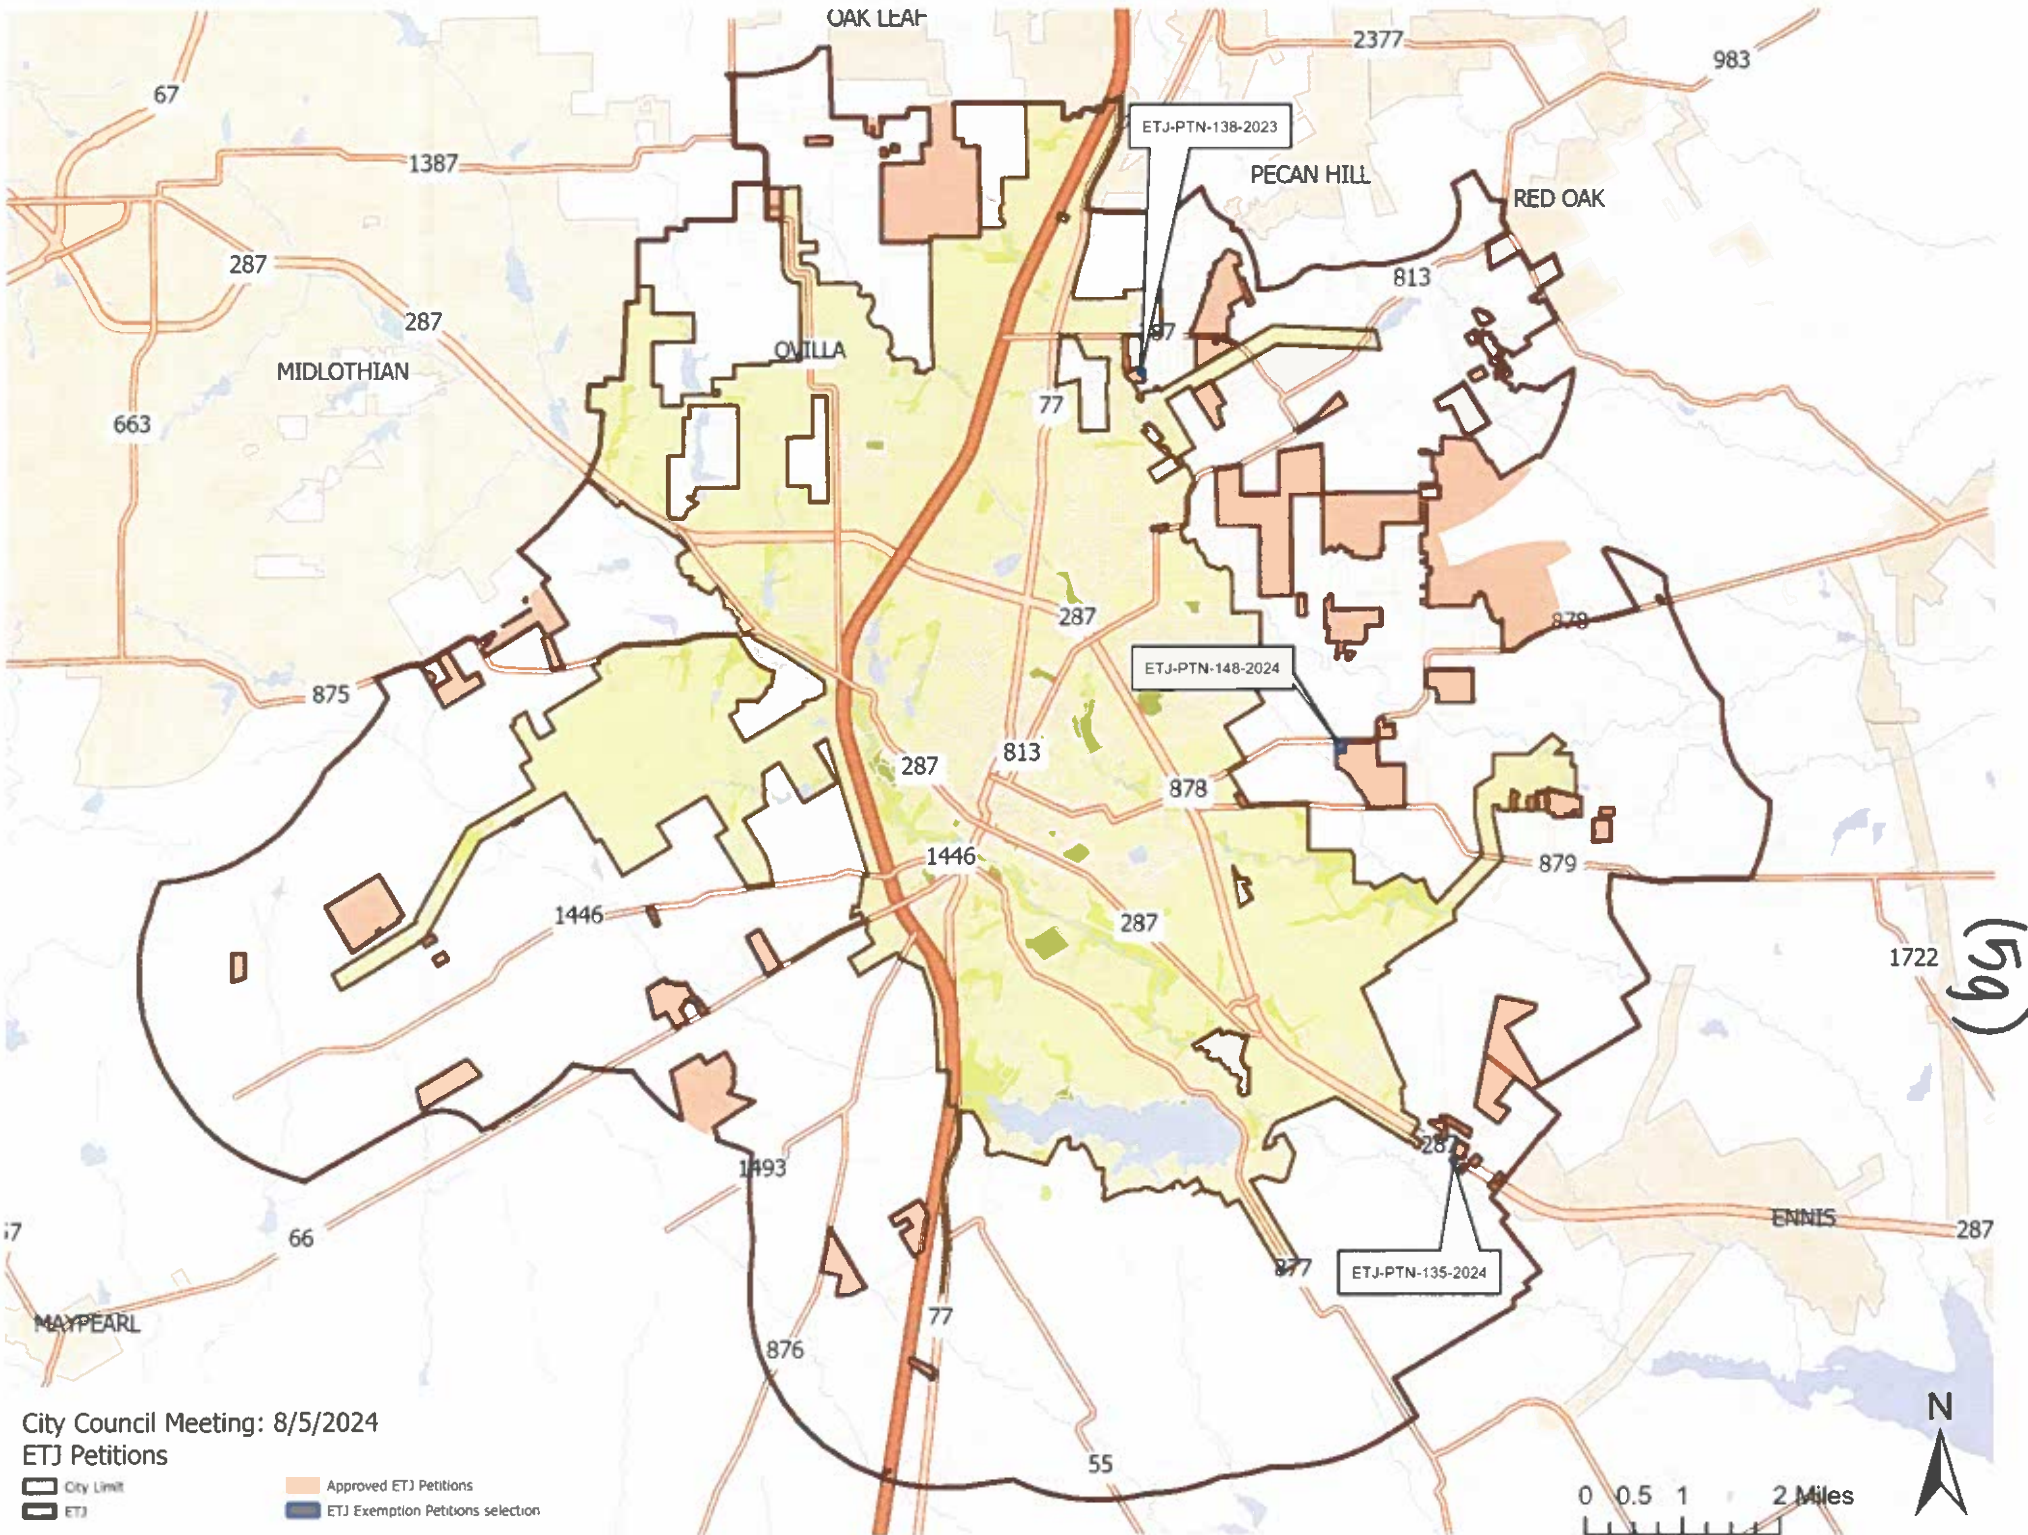 OAK LEAF
2377
983
67
ETJ-PTN-138-2023
1387
PECAN HILL
RED OAK
287
813
287
287
OVILLA
MIDLOTHIAN
77
663
287
878
ETJ-PTN-148-2024
875
813
287
878
1446
879
1446
287
1722
(5g)
287
1493
ENNIS
287
66
877
ETJ-PTN-135-2024
77
MAYPEARL
876
55
City Council Meeting: 8/5/2024
ETJ Petitions
City Limit
ETJ
Approved ETJ Petitions
ETJ Exemption Petitions selection
N
0 0.5 1 2 Miles